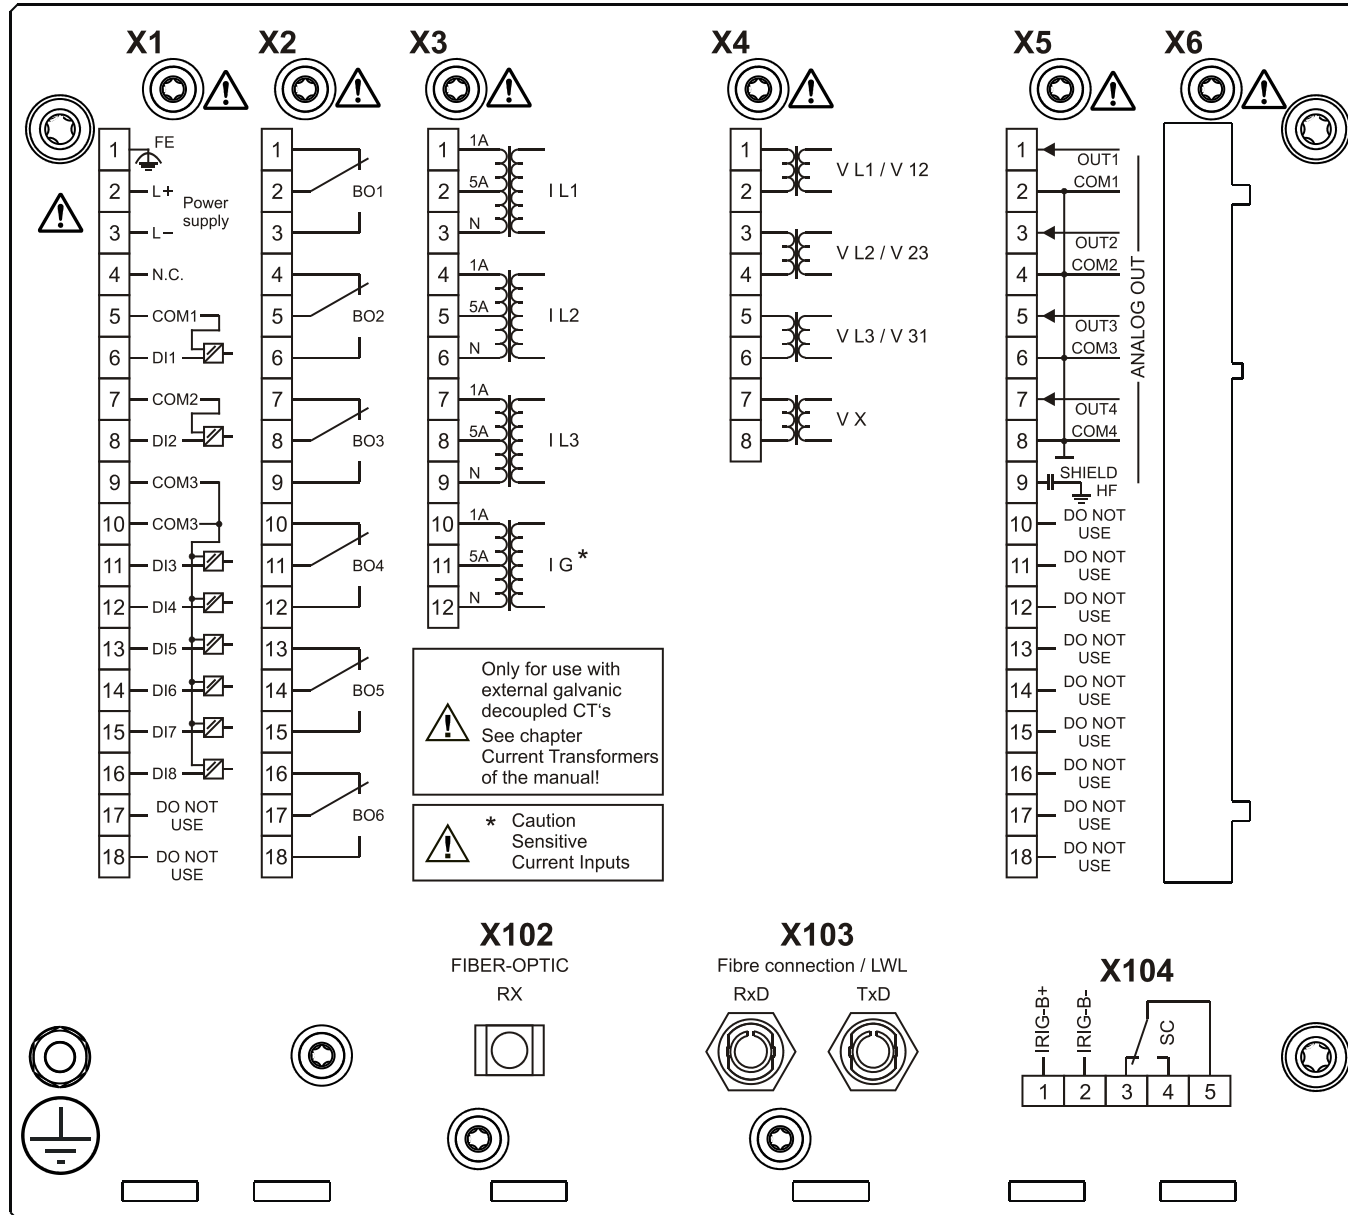 X1
X2
X3
X4
X5
X6
1
FE
2
L+
Power
supply
3
L–
4
N.C.
5
COM1
6
DI1
7
COM2
8
DI2
9
COM3
10
COM3
11
DI3
12
DI4
13
DI5
14
DI6
15
DI7
16
DI8
17
DO NOT
USE
18
DO NOT
USE
1
2
BO1
3
4
5
BO2
6
7
8
BO3
9
10
11
BO4
12
13
14
BO5
15
16
17
BO6
18
1
1A
2
5A
I L1
3
N
4
1A
5
5A
I L2
6
N
7
1A
8
5A
I L3
9
N
10
1A
11
5A
I G *
12
N
Only for use with
external galvanic
decoupled CT‘s
See chapter
Current Transformers
of the manual!
* Caution
Sensitive
Current Inputs
1
V L1 / V 12
2
3
V L2 / V 23
4
5
V L3 / V 31
6
7
V X
8
1
OUT1
2
COM1
3
OUT2
4
COM2
5
OUT3
6
COM3
7
OUT4
8
COM4
ANALOG OUT
9
SHIELD
HF
10
DO NOT
USE
11
DO NOT
USE
12
DO NOT
USE
13
DO NOT
USE
14
DO NOT
USE
15
DO NOT
USE
16
DO NOT
USE
17
DO NOT
USE
18
DO NOT
USE
X102
FIBER-OPTIC
RX
X103
Fibre connection / LWL
RxD
TxD
X104
IRIG-B+
IRIG-B-
SC
1
2
3
4
5